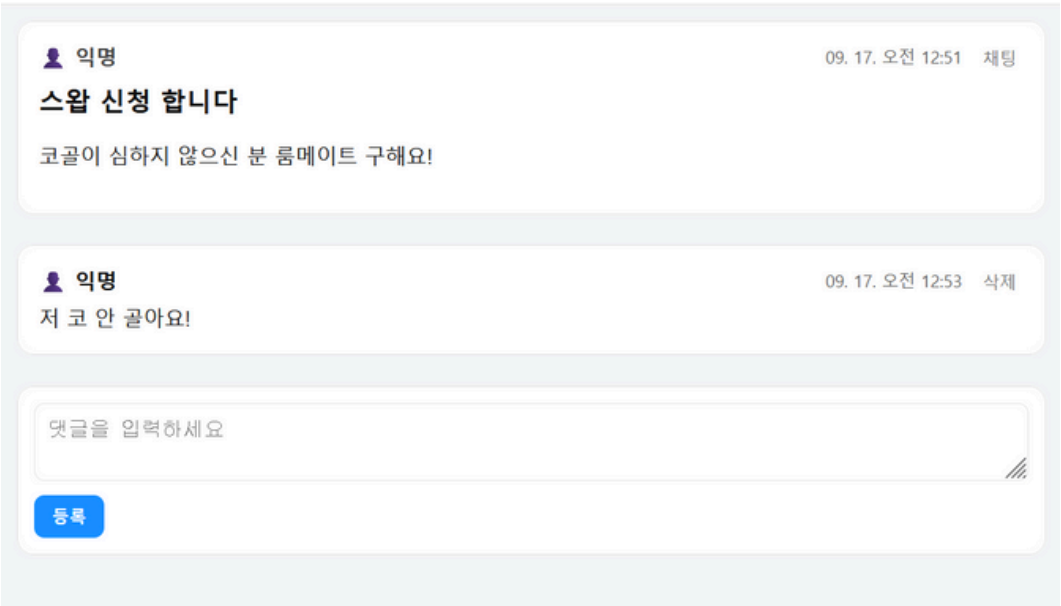 익명
09. 17. 오전 12:51 채팅
스왑 신청 합니다
코골이 심하지 않으신 분 룸메이트 구해요!
익명
09. 17. 오전 12:53 삭제
저 코 안 골아요!
댓글을 입력하세요
등록